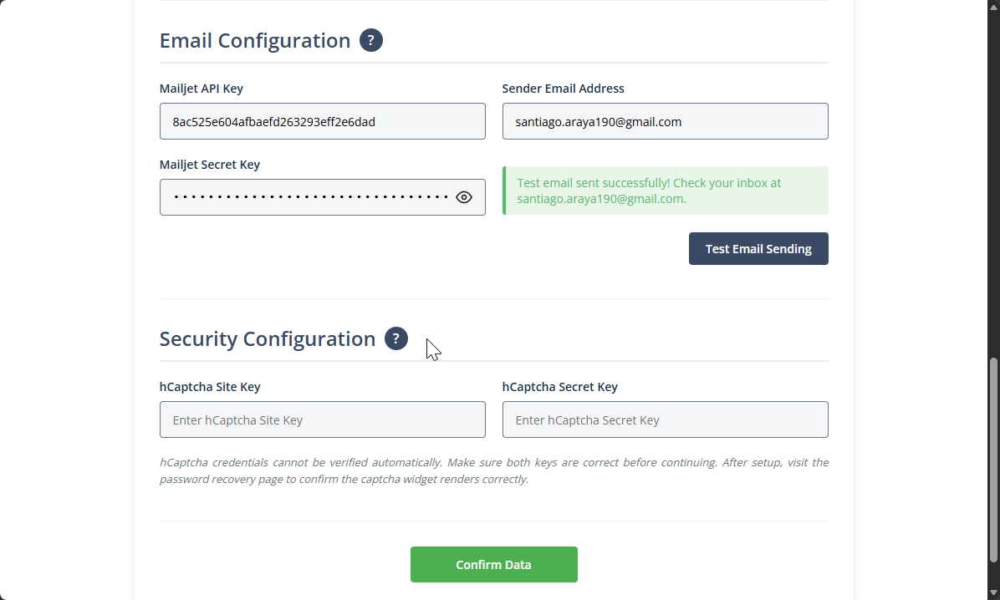 Email Configuration ?
Mailjet API Key
8ac525e604afbaefd263293eff2e6dad
Sender Email Address
santiago.araya190@gmail.com
Mailjet Secret Key
Test email sent successfully! Check your inbox at
santiago.araya190@gmail.com.
Test Email Sending
Security Configuration ?
hCaptcha Site Key
Enter hCaptcha Site Key
hCaptcha Secret Key
Enter hCaptcha Secret Key
hCaptcha credentials cannot be verified automatically. Make sure both keys are correct before continuing. After setup, visit the
password recovery page to confirm the captcha widget renders correctly.
Confirm Data